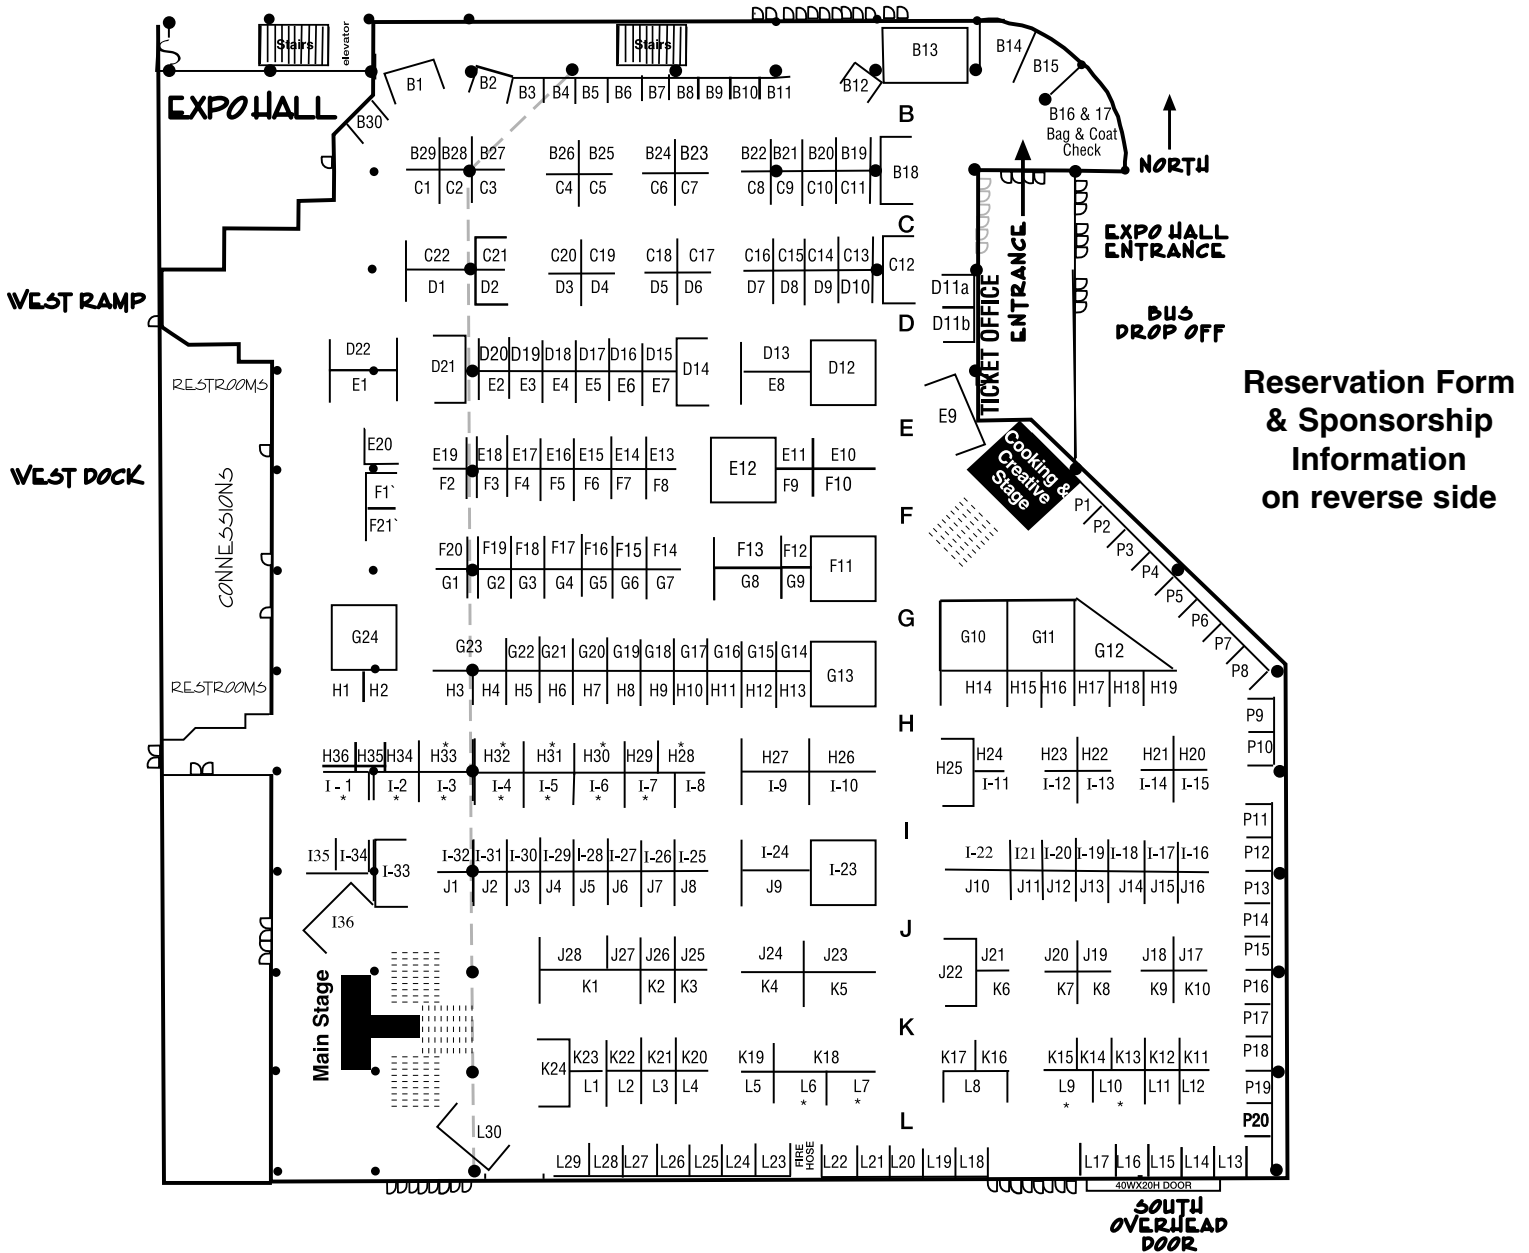 Stairs
elevator
Stairs
B13
B14
B15
B1
B2
B3 B4 B5 B6 B7 B8 B9 B10 B11
B12
EXPO HALL
B30
B
B16 & 17
Bag & Coat
Check
NORTH
B29 B28 B27 B26 B25 B24 B23 B22 B21 B20 B19
B18
C1 C2 C3 C4 C5 C6 C7 C8 C9 C10 C11
C
EXPO HALL
ENTRANCE
ENTRANCE
TICKET OFFICE
C22 C21 C20 C19 C18 C17 C16 C15 C14 C13
C12
D1 D2 D3 D4 D5 D6 D7 D8 D9 D10
D11a
D11b
WEST RAMP
D
BUS
DROP OFF
D22 D21 D20 D19 D18 D17 D16 D15 D14 D13 D12
E1 E2 E3 E4 E5 E6 E7 E8
RESTROOMS
Reservation Form
& Sponsorship
Information
on reverse side
E9
E
Cooking &
Creative
Stage
E20 E19 E18 E17 E16 E15 E14 E13 E12 E11 E10
WEST DOCK
F1` F2 F3 F4 F5 F6 F7 F8 F9 F10
F21`
F
CONNESSIONS
P1
P2
P3
P4
P5
P6
P7
P8
F20 F19 F18 F17 F16 F15 F14 F13 F12 F11
G1 G2 G3 G4 G5 G6 G7 G8 G9
G
G24 G23 G22 G21 G20 G19 G18 G17 G16 G15 G14 G13 G10 G11 G12
RESTROOMS
H1 H2 H3 H4 H5 H6 H7 H8 H9 H10 H11 H12 H13 H14 H15 H16 H17 H18 H19
H
P9
P10
* * * * *
H36 H35 H34 H33 H32 H31 H30 H29 H28 H27 H26 H25 H24 H23 H22 H21 H20
I - 1 I-2 I-3 I-4 I-5 I-6 I-7 I-8 I-9 I-10 I-11 I-12 I-13 I-14 I-15
* * * * * * *
I
P11
P12
P13
I35 I-34 I-33 I-32 I-31 I-30 I-29 I-28 I-27 I-26 I-25 I-24 I-23 I-22 I21 I-20 I-19 I-18 I-17 I-16
J1 J2 J3 J4 J5 J6 J7 J8 J9 J10 J11 J12 J13 J14 J15 J16
I36
J
P14
P15
P16
J28 J27 J26 J25 J24 J23 J22 J21 J20 J19 J18 J17
K1 K2 K3 K4 K5 K6 K7 K8 K9 K10
Main Stage
K
P17
P18
P19
P20
K24 K23 K22 K21 K20 K19 K18 K17 K16 K15 K14 K13 K12 K11
L1 L2 L3 L4 L5 L6 L7 L8 L9 L10 L11 L12
* * * *
L
L30
L29 L28 L27 L26 L25 L24 L23
FIRE
HOSE
L22 L21 L20 L19 L18 L17 L16 L15 L14 L13
40WX20H DOOR
SOUTH
OVERHEAD
DOOR